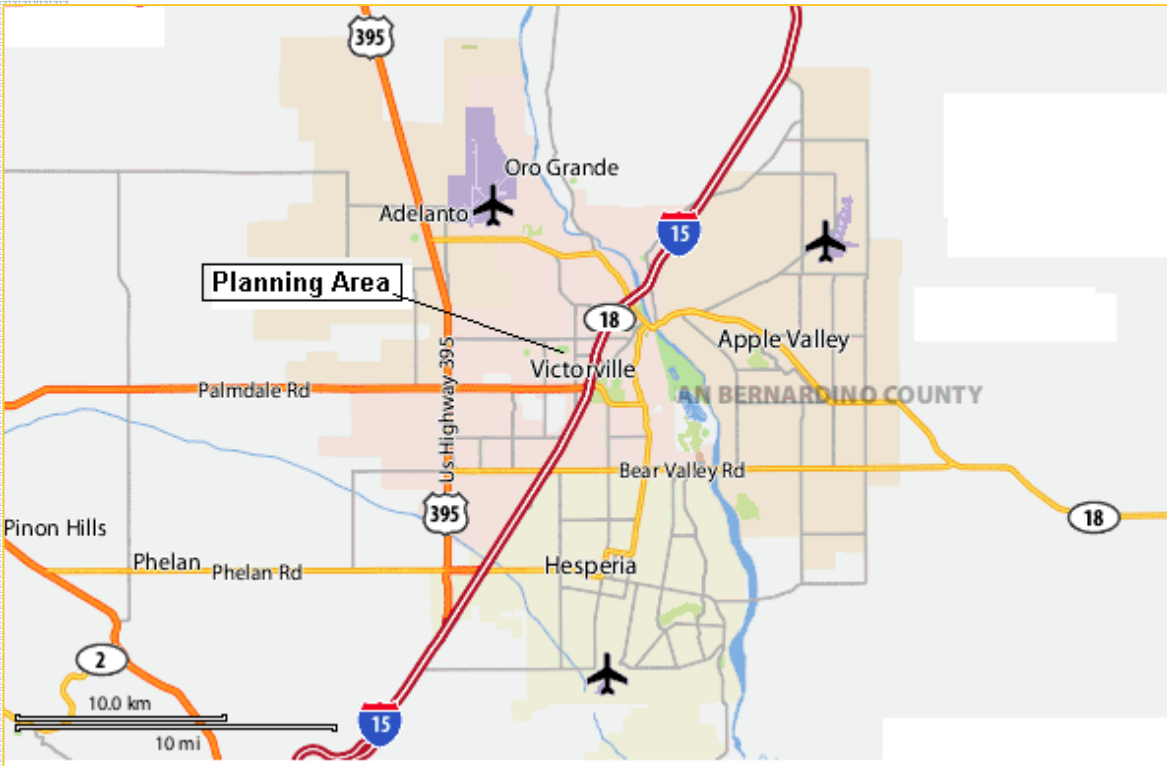 395
Oro Grande
Adelanto
15
Planning Area
18
Apple Valley
Victorville
Us Highway 395
Palmdale Rd
AN BERNARDINO COUNTY
Bear Valley Rd
395
18
Pinon Hills
Phelan
Phelan Rd
Hesperia
2
10.0 km
15
10 mi